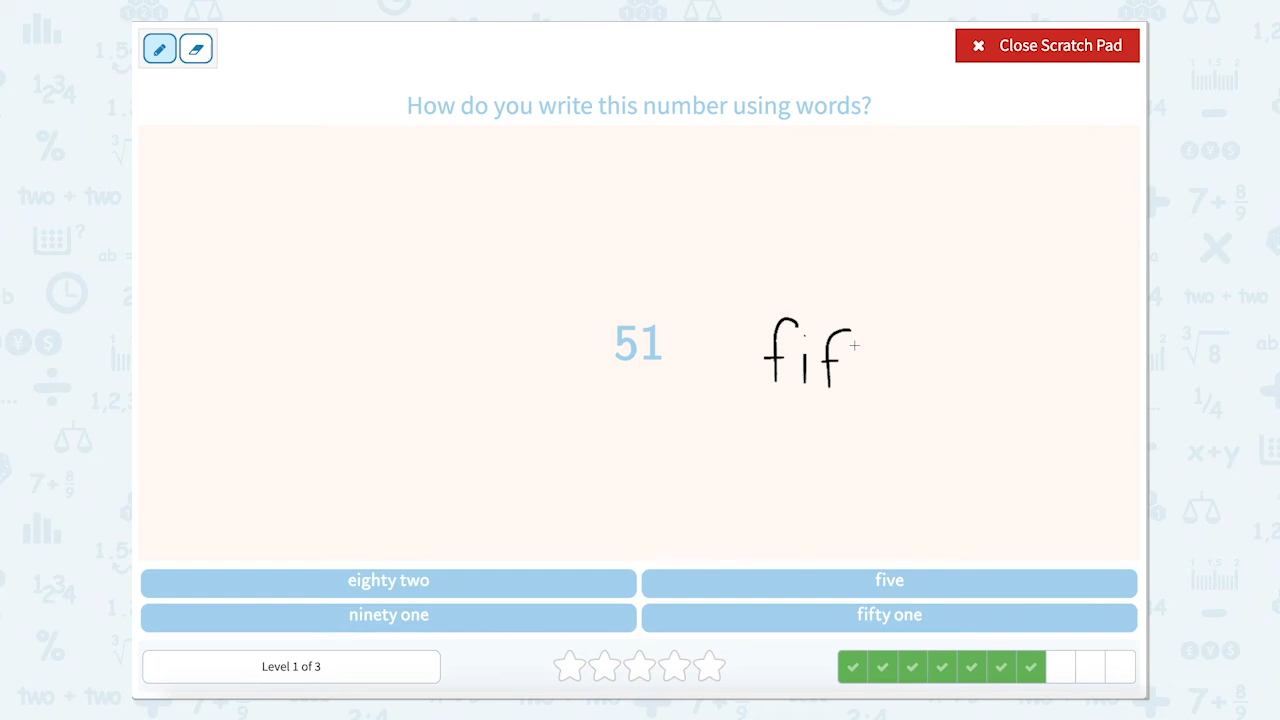 Close Scratch Pad
How do you write this number using words?
51 fif
eighty two five
ninety one fifty one
Level 1 of 3